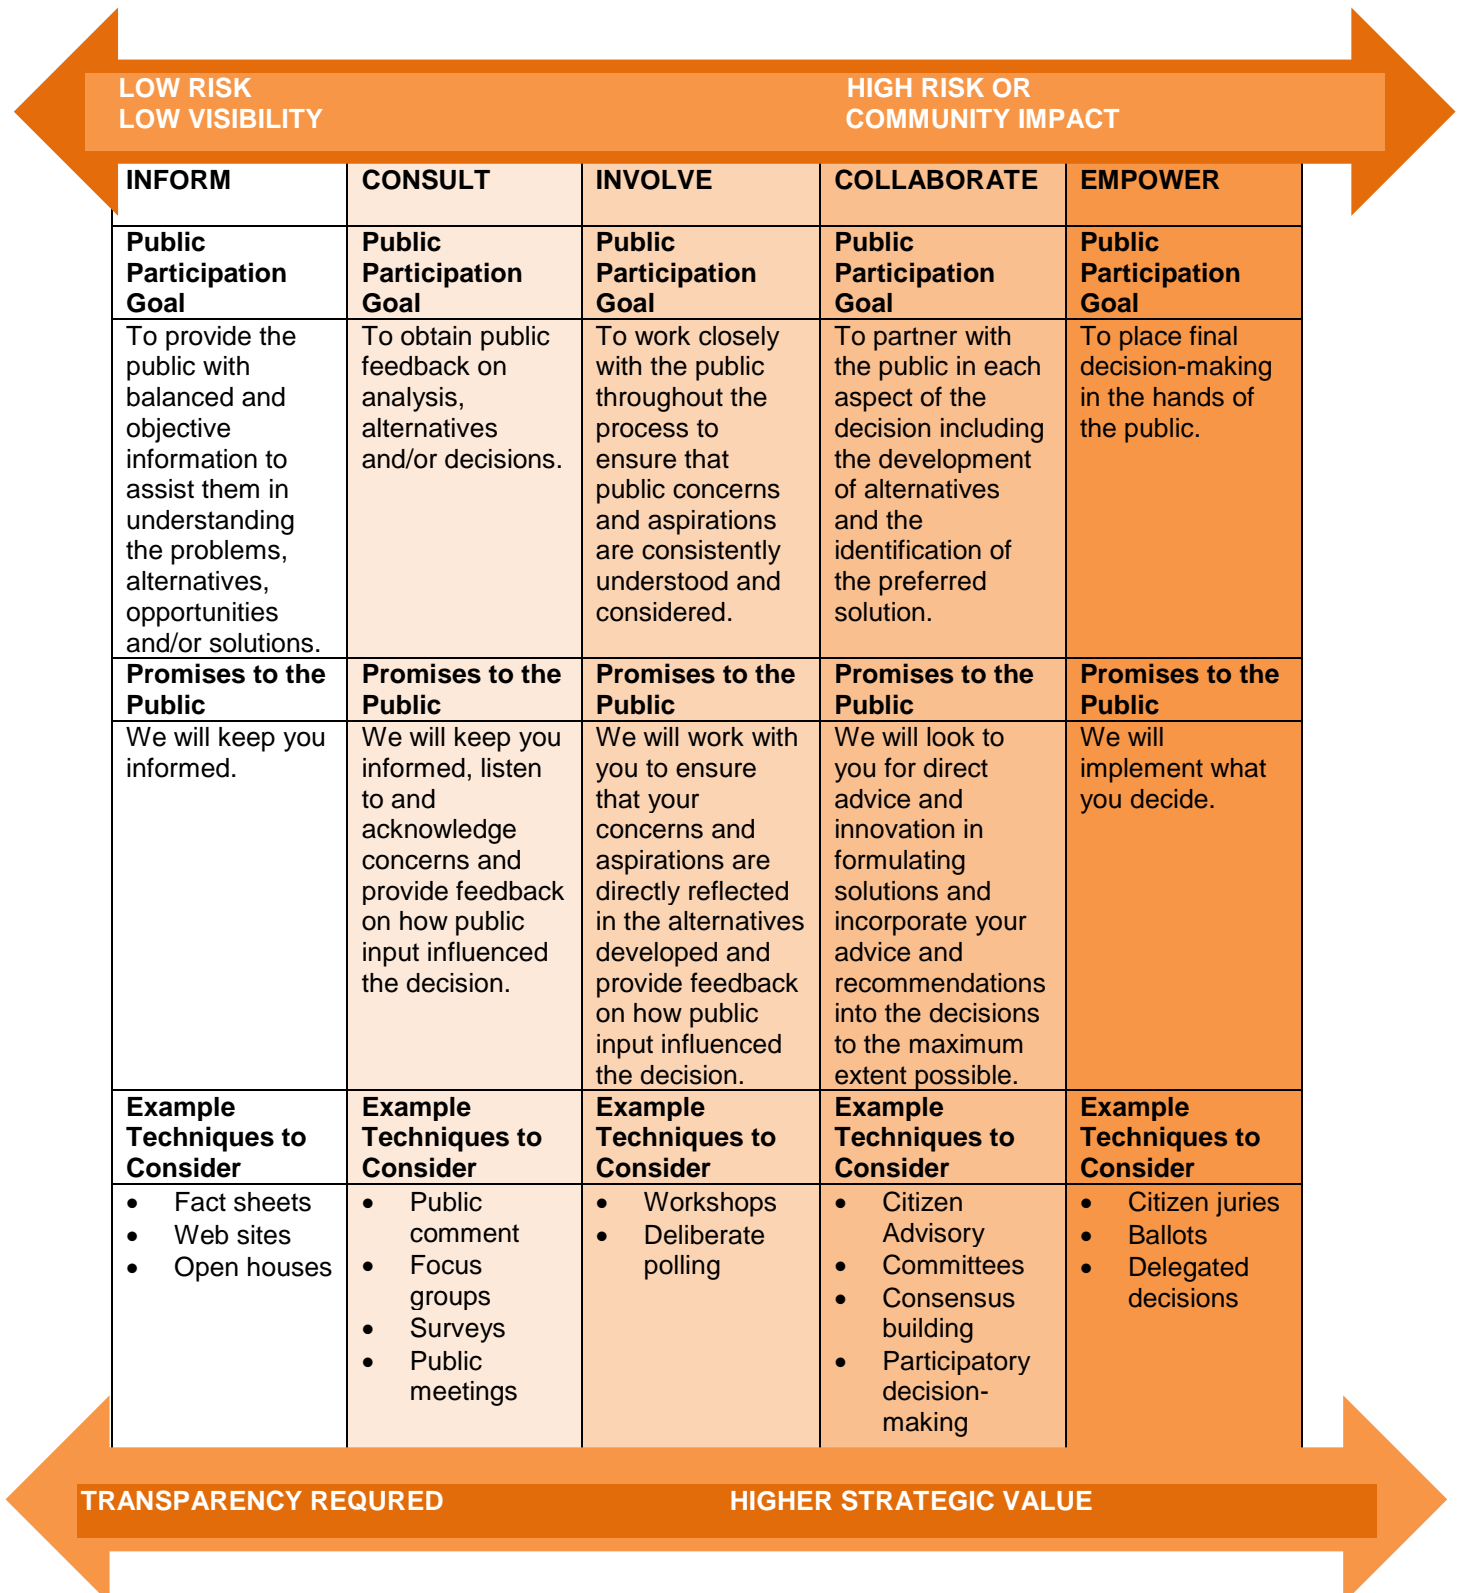 LOW RISK
LOW VISIBILITY
HIGH RISK OR
COMMUNITY IMPACT
INFORM
CONSULT
INVOLVE
COLLABORATE
EMPOWER
Public
Participation
Goal
Public
Participation
Goal
Public
Participation
Goal
Public
Participation
Goal
Public
Participation
Goal
To provide the
public with
balanced and
objective
information to
assist them in
understanding
the problems,
alternatives,
opportunities
and/or solutions.
To obtain public
feedback on
analysis,
alternatives
and/or decisions.
To work closely
with the public
throughout the
process to
ensure that
public concerns
and aspirations
are consistently
understood and
considered.
To partner with
the public in each
aspect of the
decision including
the development
of alternatives
and the
identification of
the preferred
solution.
To place final
decision-making
in the hands of
the public.
Promises to the
Public
Promises to the
Public
Promises to the
Public
Promises to the
Public
Promises to the
Public
We will keep you
informed.
We will keep you
informed, listen
to and
acknowledge
concerns and
provide feedback
on how public
input influenced
the decision.
We will work with
you to ensure
that your
concerns and
aspirations are
directly reflected
in the alternatives
developed and
provide feedback
on how public
input influenced
the decision.
We will look to
you for direct
advice and
innovation in
formulating
solutions and
incorporate your
advice and
recommendations
into the decisions
to the maximum
extent possible.
We will
implement what
you decide.
Example
Techniques to
Consider
Example
Techniques to
Consider
Example
Techniques to
Consider
Example
Techniques to
Consider
Example
Techniques to
Consider
• Fact sheets
• Web sites
• Open houses
• Public
comment
• Focus
groups
• Surveys
• Public
meetings
• Workshops
• Deliberate
polling
• Citizen
Advisory
• Committees
• Consensus
building
• Participatory
decision-
making
• Citizen juries
• Ballots
• Delegated
decisions
TRANSPARENCY REQURED
HIGHER STRATEGIC VALUE